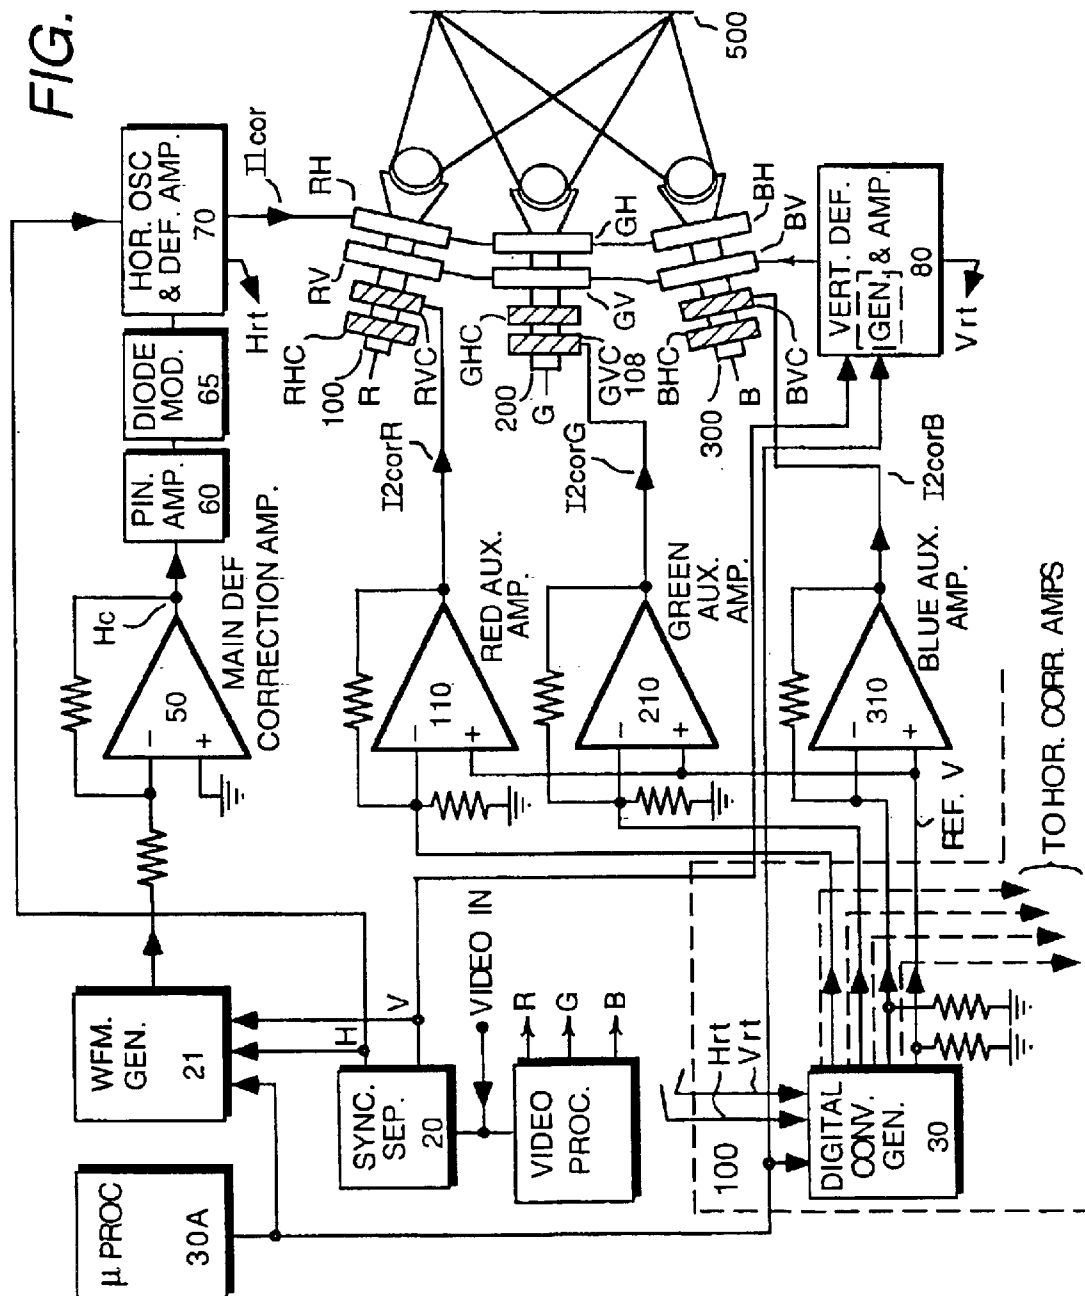 FIG.
μ PROC
30A
WFM.
GEN.
21
H
V
SYNC.
SEP.
20
VIDEO IN
VIDEO
PROC.
R
G
B
Hc
50
-
+
MAIN DEF
CORRECTION AMP.
PIN.
AMP.
60
DIODE
MOD.
65
HOR. OSC
& DEF. AMP.
70
Hrt
I1cor
RH
RV
RHC
100
R
RVC
I2corR
110
-
+
RED AUX.
AMP.
GH
GV
GHC
200
G
GVC
108
I2corG
210
-
+
GREEN
AUX.
AMP.
BH
BV
BHC
300
B
BVC
I2corB
310
-
+
BLUE AUX.
AMP.
500
VERT. DEF.
GEN. & AMP.
80
Vrt
100
Hrt
Vrt
DIGITAL
CONV.
GEN.
30
REF. V
TO HOR. CORR. AMPS